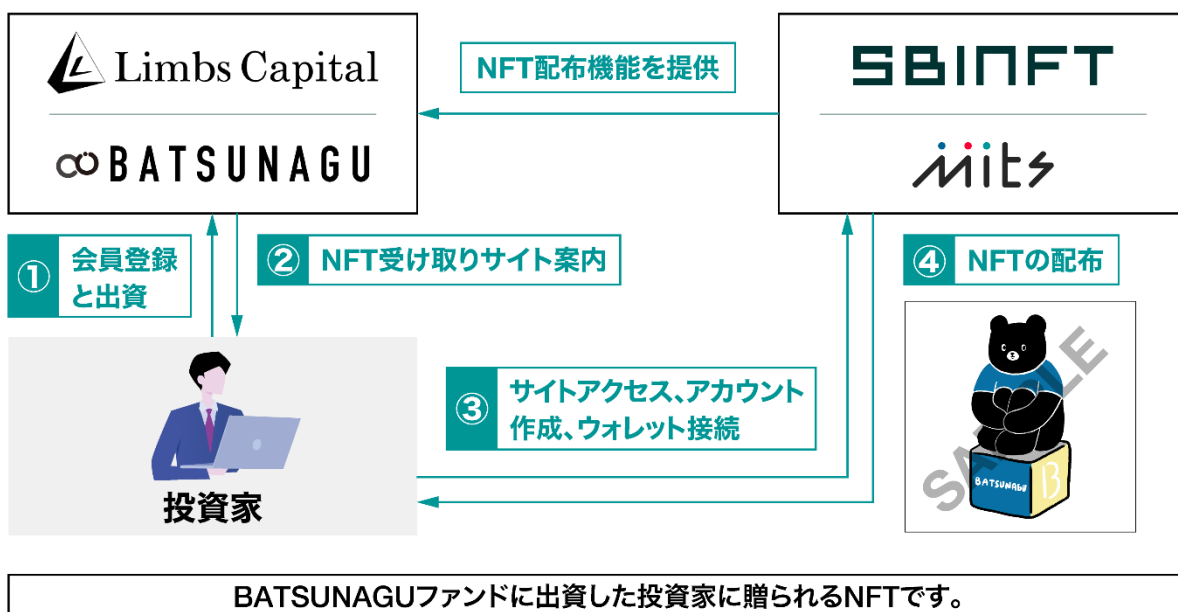 Limbs Capital
BATSUNAGU
NFT配布機能を提供
SBINFT
mits
① 会員登録
と出資
② NFT受け取りサイト案内
④ NFTの配布
③ サイトアクセス、アカウント
作成、ウォレット接続
投資家
SAMPLE
BATSUNAGU
B
BATSUNAGUファンドに出資した投資家に贈られるNFTです。